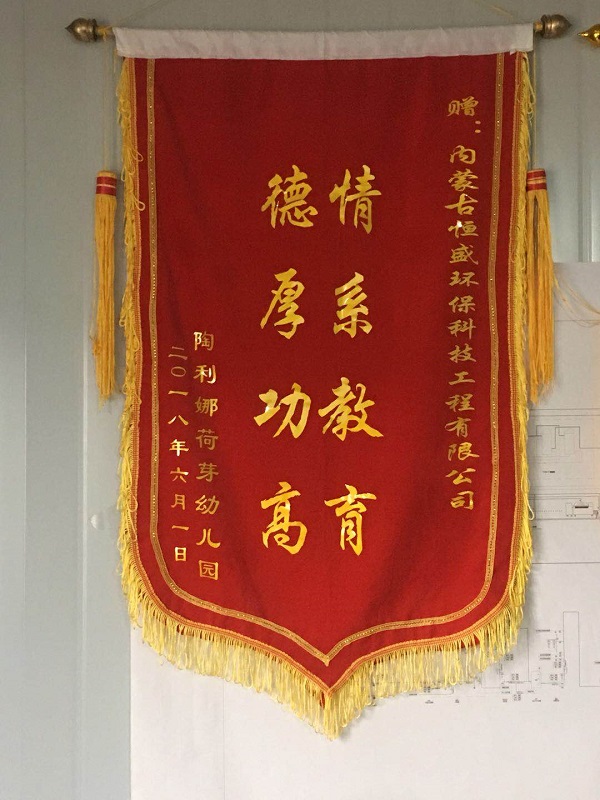 赠：内蒙古恒盛环保科技工程有限公司
情系教育
德厚功高
陶利娜荷芽幼儿园
二〇一八年六月一日